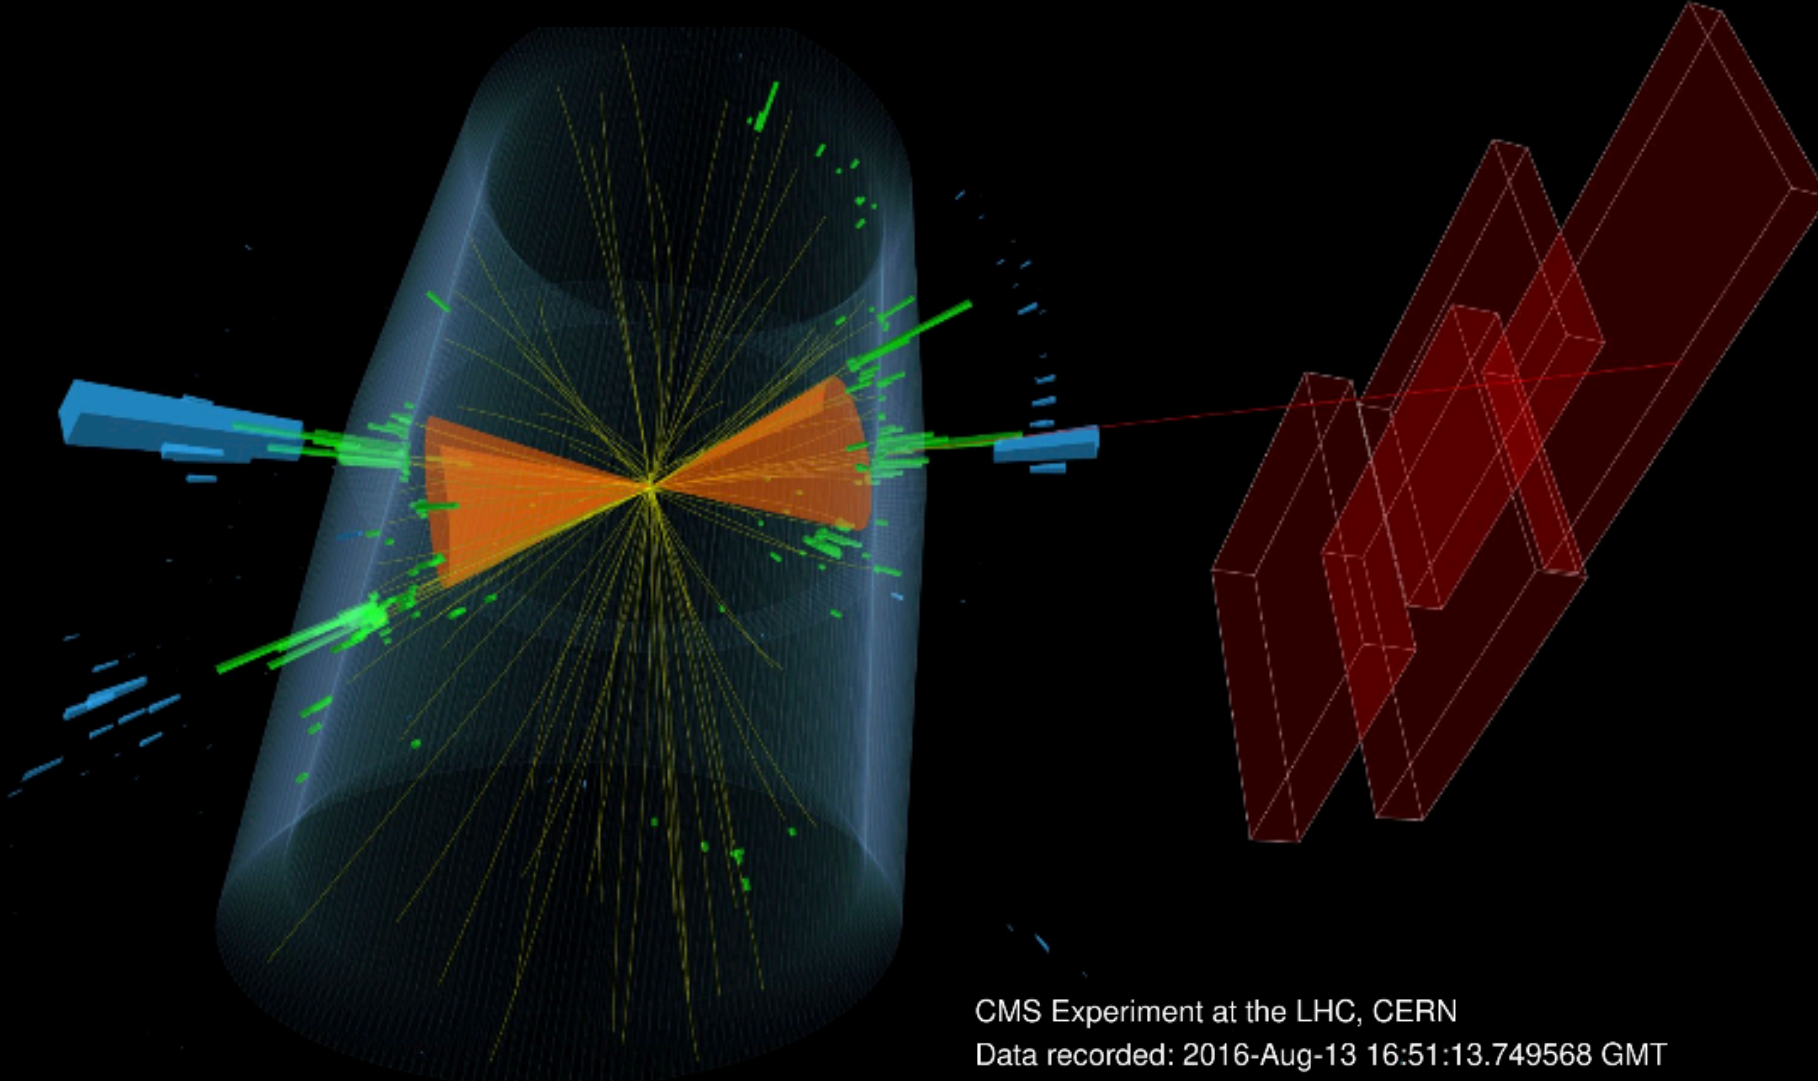 CMS Experiment at the LHC, CERN
Data recorded: 2016-Aug-13 16:51:13.749568 GMT